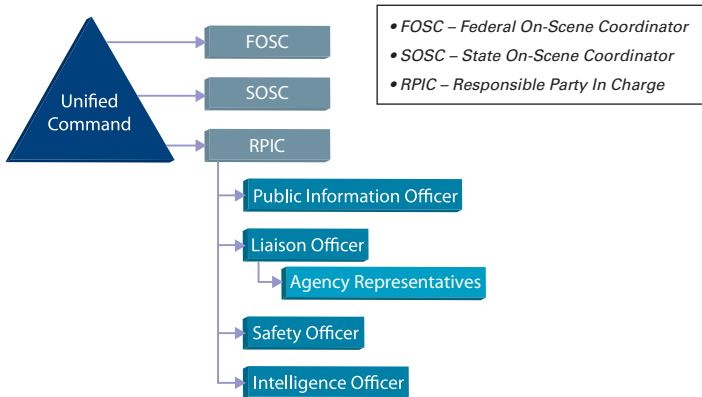 Unified
Command
FOSC
SOSC
RPIC
Public Information Officer
Liaison Officer
Agency Representatives
Safety Officer
Intelligence Officer
• FOSC – Federal On-Scene Coordinator
• SOSC – State On-Scene Coordinator
• RPIC – Responsible Party In Charge